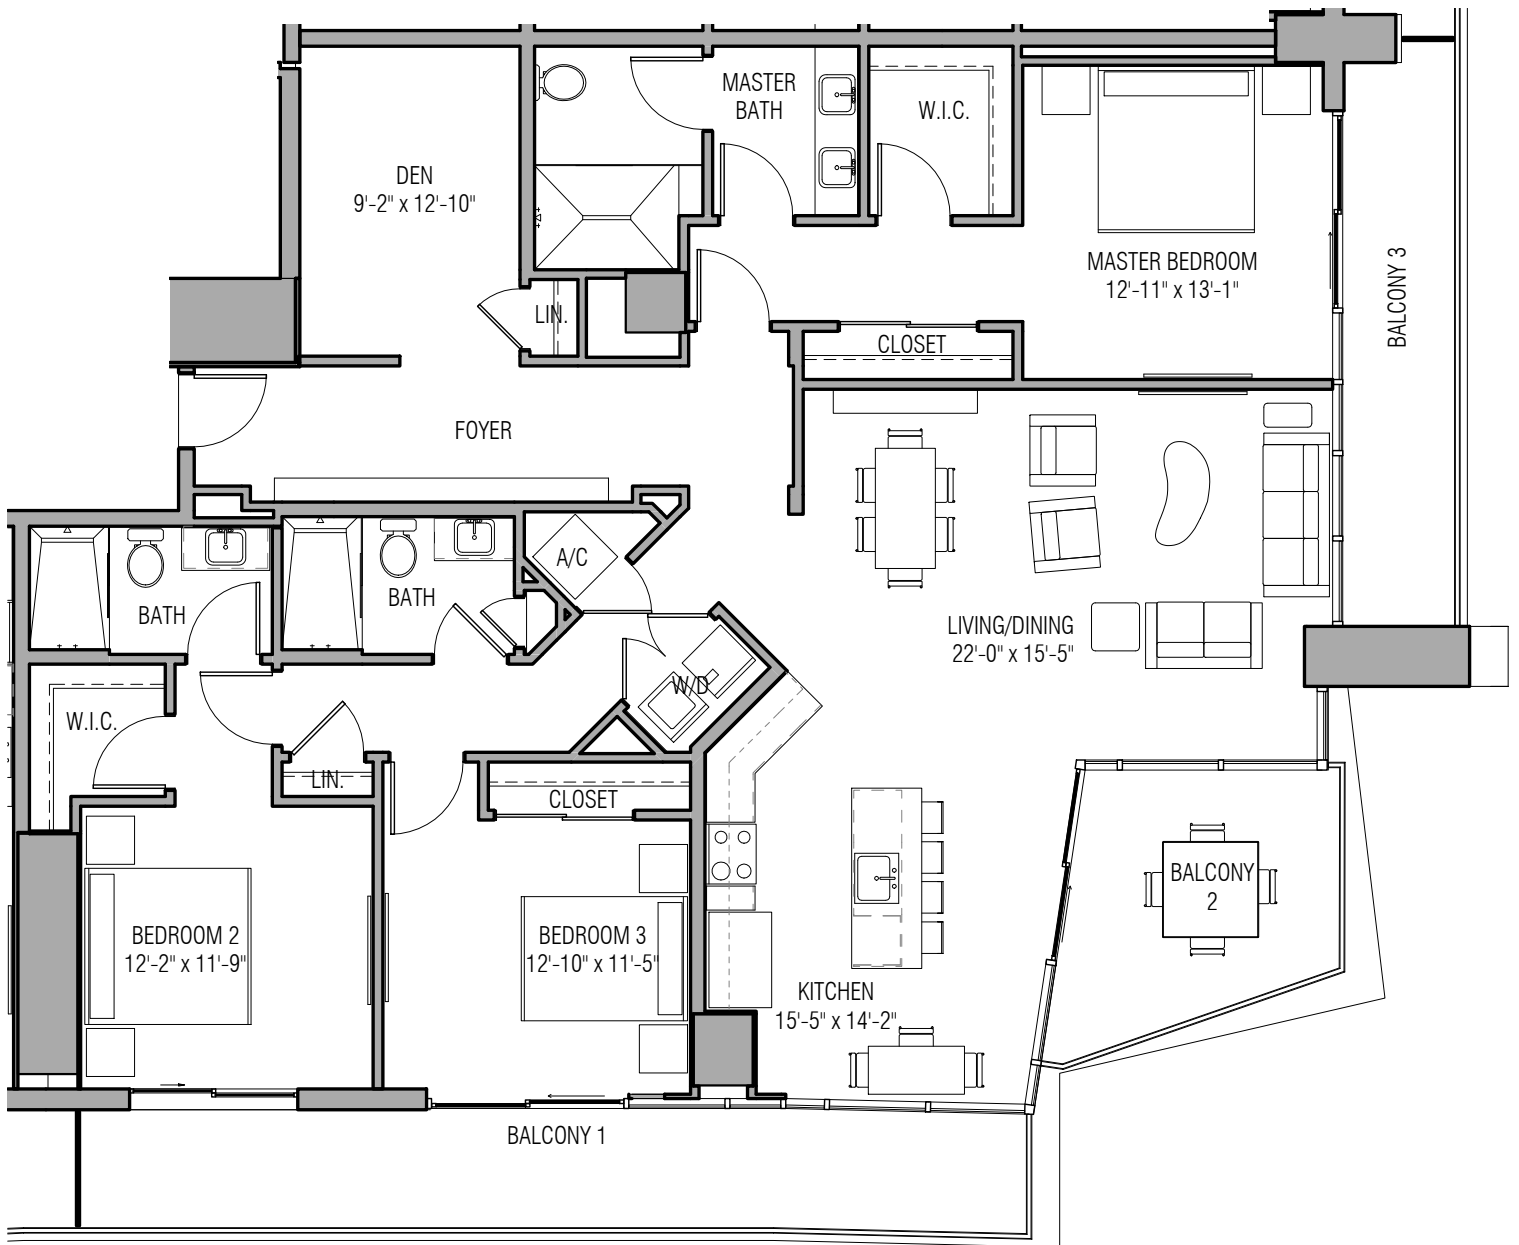 MASTER
BATH
W.I.C.
DEN
9'-2" x 12'-10"
MASTER BEDROOM
12'-11" x 13'-1"
BALCONY 3
LIN.
CLOSET
FOYER
A/C
BATH
BATH
LIVING/DINING
22'-0" x 15'-5"
W/D
W.I.C.
LIN.
CLOSET
BALCONY
2
BEDROOM 2
12'-2" x 11'-9"
BEDROOM 3
12'-10" x 11'-5"
KITCHEN
15'-5" x 14'-2"
BALCONY 1